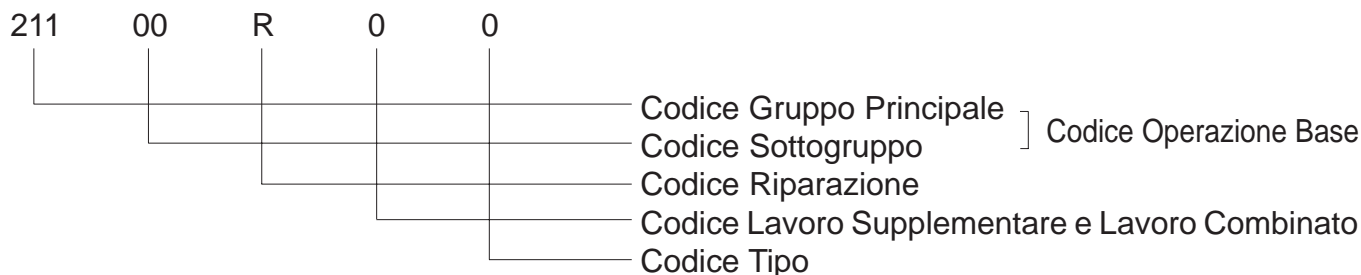 211 00 R 0 0
Codice Gruppo Principale
Codice Operazione Base
Codice Sottogruppo
Codice Riparazione
Codice Lavoro Supplementare e Lavoro Combinato
Codice Tipo